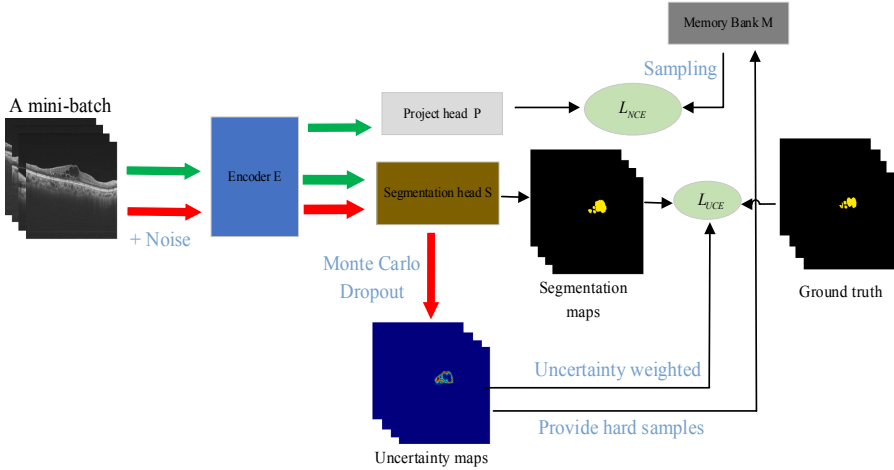 Memory Bank M
Sampling
A mini-batch
Project head P
L_NCE
Encoder E
Segmentation head S
L_UCE
+ Noise
Monte Carlo
Dropout
Segmentation
maps
Ground truth
Uncertainty weighted
Provide hard samples
Uncertainty maps